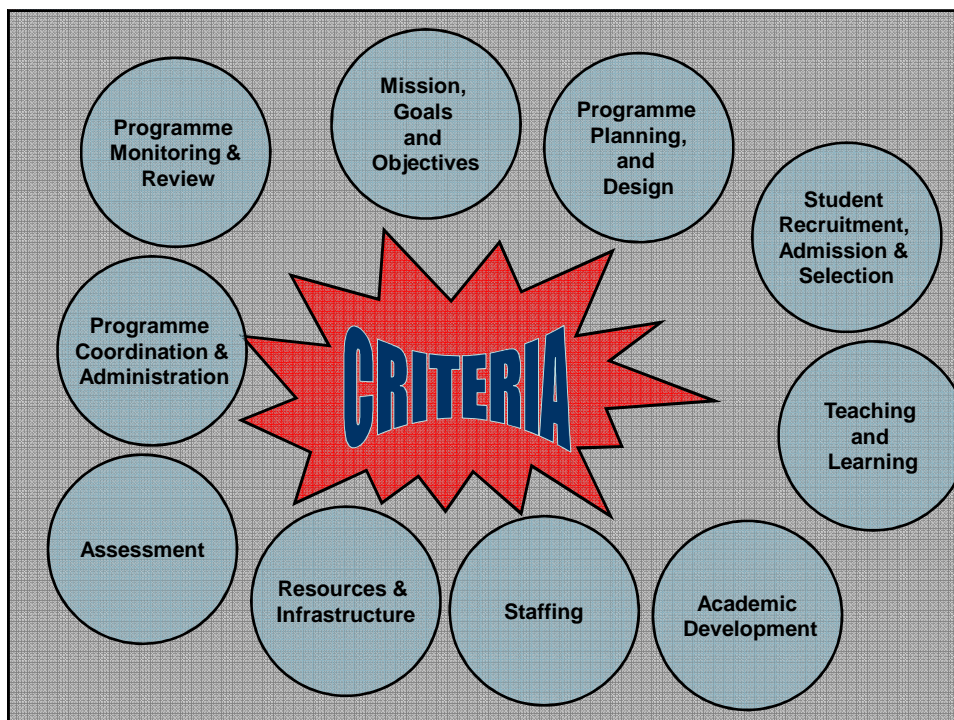 Mission,
Goals
and
Objectives
Programme
Planning,
and
Design
Student
Recruitment,
Admission &
Selection
Teaching
and
Learning
Academic
Development
Staffing
Resources &
Infrastructure
Assessment
Programme
Coordination &
Administration
Programme
Monitoring &
Review
CRITERIA